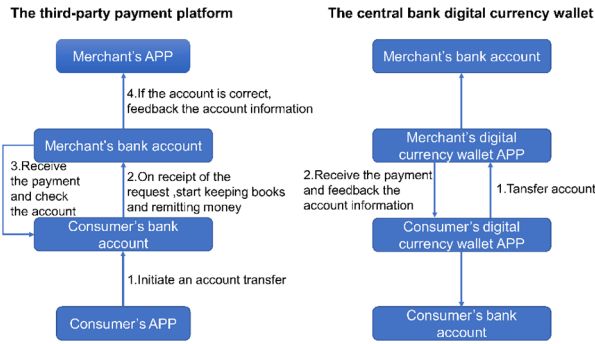 The third-party payment platform
Merchant's APP
4.If the account is correct,
feedback the account information
Merchant's bank account
3.Receive
the payment
and check
the account
2.On receipt of the
request ,start keeping books
and remitting money
Consumer's bank
account
1.Initiate an account transfer
Consumer's APP
The central bank digital currency wallet
Merchant's bank account
Merchant's digital
currency wallet APP
2.Receive the payment
and feedback the
account information
1.Tansfer account
Consumer's digital
currency wallet APP
Consumer's bank
account